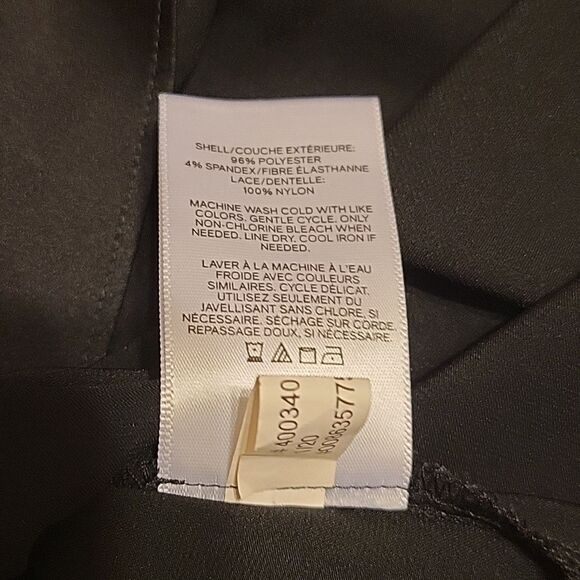 SHELL/COUCHE EXTÉRIEURE:
96% POLYESTER
4% SPANDEX/FIBRE ÉLASTHANNE
LACE/DENTELLE:
100% NYLON
MACHINE WASH COLD WITH LIKE
COLORS. GENTLE CYCLE. ONLY
NON-CHLORINE BLEACH WHEN
NEEDED. LINE DRY. COOL IRON IF
NEEDED.
LAVER À LA MACHINE À L'EAU
FROIDE AVEC COULEURS
SIMILAIRES. CYCLE DÉLICAT.
UTILISEZ SEULEMENT DU
JAVELLISANT SANS CHLORE, SI
NÉCESSAIRE. SÉCHAGE SUR CORDE.
REPASSAGE DOUX, SI NÉCESSAIRE.
400340
/20